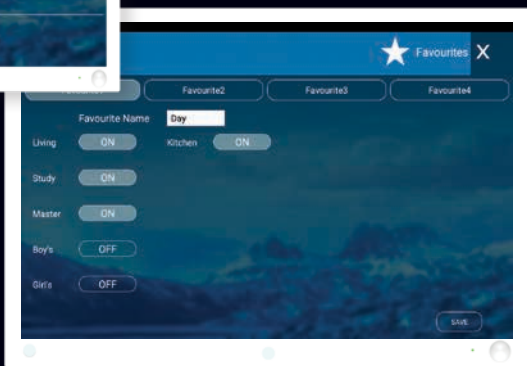 Favourites X
Favourite2 Favourite3 Favourite4
Favourite Name Day
Living ON Kitchen ON
Study ON
Master ON
Boy's OFF
Girl's OFF
SAVE